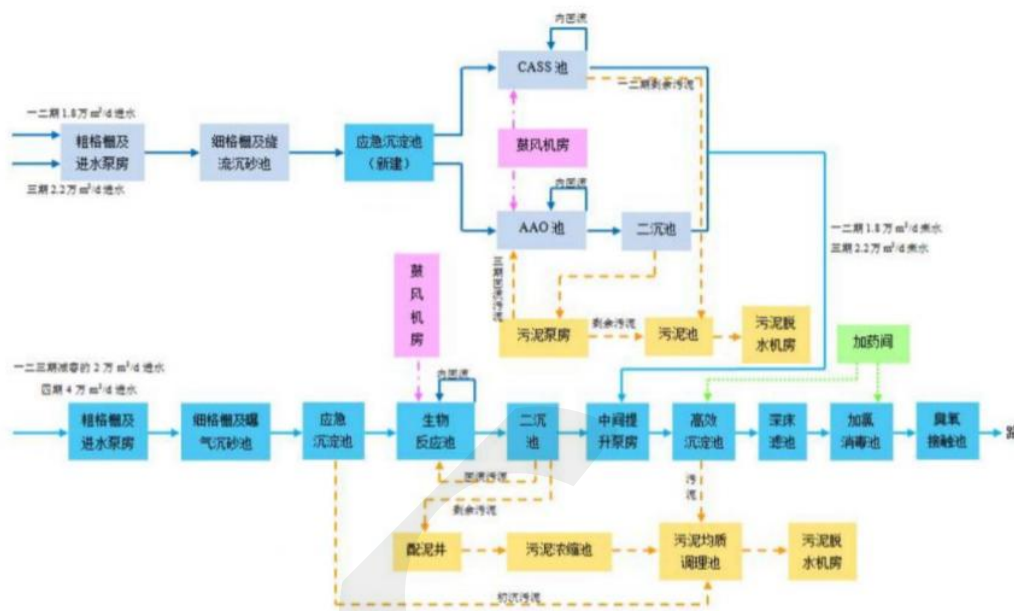 内回流
CASS 池
一二期剩余污泥
一二期 1.8万 m³/d 进水
粗格栅及
进水泵房
三期 2.2万 m³/d 进水
细格栅及旋
流沉砂池
应急沉淀池
（新建）
鼓风机房
内回流
AAO 池
二沉池
一二期 1.8万 m³/d 来水
三期 2.2万 m³/d 来水
三期回流污泥
鼓风机房
污泥泵房
剩余污泥
污泥池
污泥脱
水机房
加药间
一二三期减容的 2 万 m³/d 进水
四期 4 万 m³/d 进水
内回流
粗格栅及
进水泵房
细格栅及曝
气沉砂池
应急
沉淀池
生物
反应池
二沉
池
中间提
升泵房
高效
沉淀池
深床
滤池
加氯
消毒池
臭氧
接触池
回流污泥
剩余污泥
污泥
配泥井
污泥浓缩池
污泥均质
调理池
污泥脱
水机房
初沉污泥